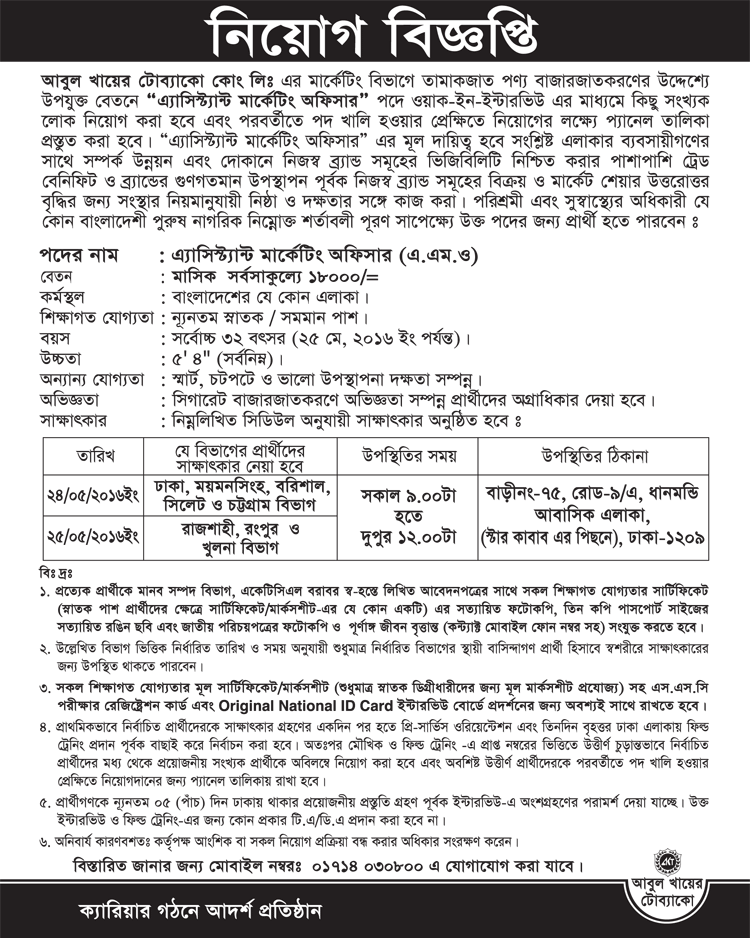 নিয়োগ বিজ্ঞপ্তি
আবুল খায়ের টোব্যাকো কোং লিঃ এর মার্কেটিং বিভাগে তামাকজাত পণ্য বাজারজাতকরণের উদ্দেশ্যে
উপযুক্ত বেতনে “এ্যাসিস্ট্যান্ট মার্কেটিং অফিসার” পদে ওয়াক-ইন-ইন্টারভিউ এর মাধ্যমে কিছু সংখ্যক
লোক নিয়োগ করা হবে এবং পরবর্তীতে পদ খালি হওয়ার প্রেক্ষিতে নিয়োগের লক্ষ্যে প্যানেল তালিকা
প্রস্তুত করা হবে। “এ্যাসিস্ট্যান্ট মার্কেটিং অফিসার” এর মূল দায়িত্ব হবে সংশ্লিষ্ট এলাকার ব্যবসায়ীগণের
সাথে সম্পর্ক উন্নয়ন এবং দোকানে নিজস্ব ব্র্যান্ড সমূহের ভিজিবিলিটি নিশ্চিত করার পাশাপাশি ট্রেড
বেনিফিট ও ব্র্যান্ডের গুণগতমান উপস্থাপন পূর্বক নিজস্ব ব্র্যান্ড সমূহের বিক্রয় ও মার্কেট শেয়ার উত্তরোত্তর
বৃদ্ধির জন্য সংস্থার নিয়মানুযায়ী নিষ্ঠা ও দক্ষতার সঙ্গে কাজ করা। পরিশ্রমী এবং সুস্বাস্থ্যের অধিকারী যে
কোন বাংলাদেশী পুরুষ নাগরিক নিম্নোক্ত শর্তাবলী পূরণ সাপেক্ষ্যে উক্ত পদের জন্য প্রার্থী হতে পারবেন ঃ
পদের নাম : এ্যাসিস্ট্যান্ট মার্কেটিং অফিসার (এ.এম.ও)
বেতন : মাসিক সর্বসাকুল্যে ১৮০০০/=
কর্মস্থল : বাংলাদেশের যে কোন এলাকা।
শিক্ষাগত যোগ্যতা : ন্যূনতম স্নাতক / সমমান পাশ।
বয়স : সর্বোচ্চ ৩২ বৎসর (২৫ মে, ২০১৬ ইং পর্যন্ত)।
উচ্চতা : ৫' ৪" (সর্বনিম্ন)।
অন্যান্য যোগ্যতা : স্মার্ট, চটপটে ও ভালো উপস্থাপনা দক্ষতা সম্পন্ন।
অভিজ্ঞতা : সিগারেট বাজারজাতকরণে অভিজ্ঞতা সম্পন্ন প্রার্থীদের অগ্রাধিকার দেয়া হবে।
সাক্ষাৎকার : নিম্নলিখিত সিডিউল অনুযায়ী সাক্ষাৎকার অনুষ্ঠিত হবে ঃ
তারিখ
যে বিভাগের প্রার্থীদের
সাক্ষাৎকার নেয়া হবে
উপস্থিতির সময়
উপস্থিতির ঠিকানা
২৪/০৫/২০১৬ইং
ঢাকা, ময়মনসিংহ, বরিশাল,
সিলেট ও চট্টগ্রাম বিভাগ
২৫/০৫/২০১৬ইং
রাজশাহী, রংপুর ও
খুলনা বিভাগ
সকাল ৯.০০টা
হতে
দুপুর ১২.০০টা
বাড়ীনং-৭৫, রোড-৯/এ, ধানমন্ডি
আবাসিক এলাকা,
(স্টার কাবাব এর পিছনে), ঢাকা-১২০৯
বিঃ দ্রঃ
১. প্রত্যেক প্রার্থীকে মানব সম্পদ বিভাগ, একেটিসিএল বরাবর স্ব-হস্তে লিখিত আবেদনপত্রের সাথে সকল শিক্ষাগত যোগ্যতার সার্টিফিকেট
(স্নাতক পাশ প্রার্থীদের ক্ষেত্রে সার্টিফিকেট/মার্কসশীট-এর যে কোন একটি) এর সত্যায়িত ফটোকপি, তিন কপি পাসপোর্ট সাইজের
সত্যায়িত রঙিন ছবি এবং জাতীয় পরিচয়পত্রের ফটোকপি ও পূর্ণাঙ্গ জীবন বৃত্তান্ত (কন্ট্যাক্ট মোবাইল ফোন নম্বর সহ) সংযুক্ত করতে হবে।
২. উল্লেখিত বিভাগ ভিত্তিক নির্ধারিত তারিখ ও সময় অনুযায়ী শুধুমাত্র নির্ধারিত বিভাগের স্থায়ী বাসিন্দাগণ প্রার্থী হিসাবে স্বশরীরে সাক্ষাৎকারের
জন্য উপস্থিত থাকতে পারবেন।
৩. সকল শিক্ষাগত যোগ্যতার মূল সার্টিফিকেট/মার্কসশীট (শুধুমাত্র স্নাতক ডিগ্রীধারীদের জন্য মূল মার্কসশীট প্রযোজ্য) সহ এস.এস.সি
পরীক্ষার রেজিষ্ট্রেশন কার্ড এবং Original National ID Card ইন্টারভিউ বোর্ডে প্রদর্শনের জন্য অবশ্যই সাথে রাখতে হবে।
৪. প্রাথমিকভাবে নির্বাচিত প্রার্থীদেরকে সাক্ষাৎকার গ্রহণের একদিন পর হতে প্রি-সার্ভিস ওরিয়েন্টেশন এবং তিনদিন বৃহত্তর ঢাকা এলাকায় ফিল্ড
ট্রেনিং প্রদান পূর্বক বাছাই করে নির্বাচন করা হবে। অতঃপর মৌখিক ও ফিল্ড ট্রেনিং -এ প্রাপ্ত নম্বরের ভিত্তিতে উত্তীর্ণ চূড়ান্তভাবে নির্বাচিত
প্রার্থীদের মধ্য থেকে প্রয়োজনীয় সংখ্যক প্রার্থীকে অবিলম্বে নিয়োগ করা হবে এবং অবশিষ্ট উত্তীর্ণ প্রার্থীদেরকে পরবর্তীতে পদ খালি হওয়ার
প্রেক্ষিতে নিয়োগদানের জন্য প্যানেল তালিকায় রাখা হবে।
৫. প্রার্থীগণকে ন্যূনতম ০৫ (পাঁচ) দিন ঢাকায় থাকার প্রয়োজনীয় প্রস্তুতি গ্রহণ পূর্বক ইন্টারভিউ-এ অংশগ্রহণের পরামর্শ দেয়া যাচ্ছে। উক্ত
ইন্টারভিউ ও ফিল্ড ট্রেনিং-এর জন্য কোন প্রকার টি.এ/ডি.এ প্রদান করা হবে না।
৬. অনিবার্য কারণবশতঃ কর্তৃপক্ষ আংশিক বা সকল নিয়োগ প্রক্রিয়া বন্ধ করার অধিকার সংরক্ষণ করেন।
বিস্তারিত জানার জন্য মোবাইল নম্বরঃ ০১৭১৪ ০৩০৮০০ এ যোগাযোগ করা যাবে।
AKT
আবুল খায়ের
টোব্যাকো
ক্যারিয়ার গঠনে আদর্শ প্রতিষ্ঠান